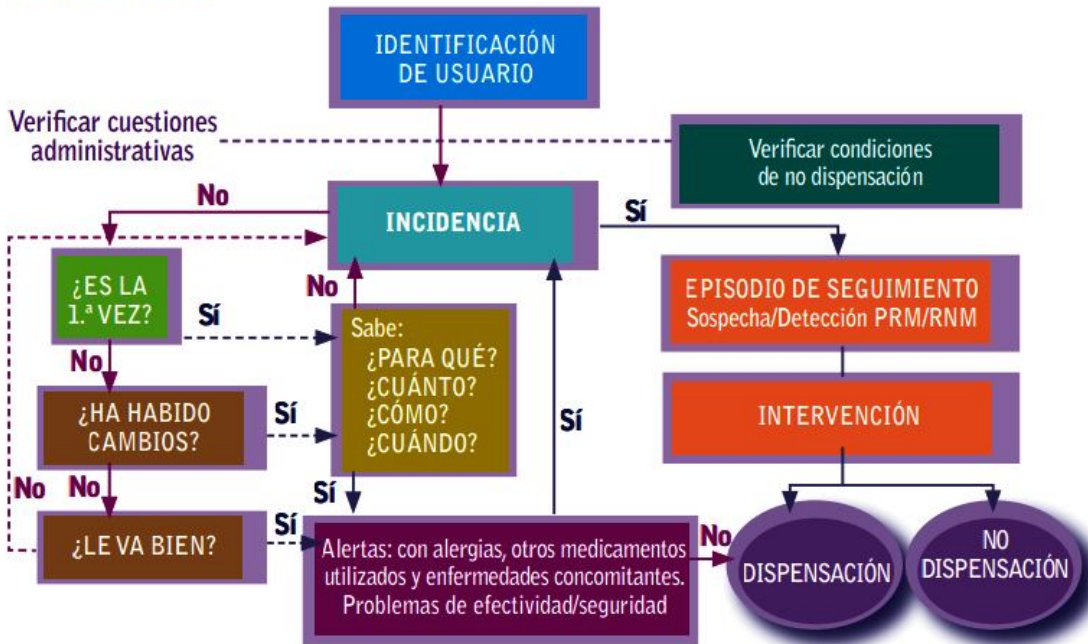 IDENTIFICACIÓN
DE USUARIO
Verificar cuestiones
administrativas
Verificar condiciones
de no dispensación
No
INCIDENCIA
Sí
¿ES LA
1.ª VEZ?
Sí
No
No
Sabe:
¿PARA QUÉ?
¿CUÁNTO?
¿CÓMO?
¿CUÁNDO?
Sí
EPISODIO DE SEGUIMIENTO
Sospecha/Detección PRM/RNM
¿HA HABIDO
CAMBIOS?
Sí
INTERVENCIÓN
No
No
Sí
¿LE VA BIEN?
Sí
Alertas: con alergias, otros medicamentos
utilizados y enfermedades concomitantes.
Problemas de efectividad/seguridad
No
DISPENSACIÓN
NO
DISPENSACIÓN